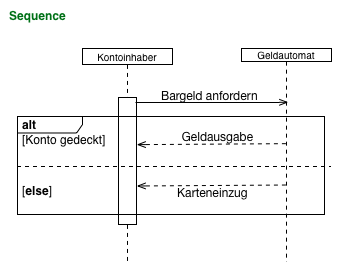 Sequence
Kontoinhaber
Geldautomat
Bargeld anfordern
alt
[Konto gedeckt]
Geldausgabe
[else]
Karteneinzug